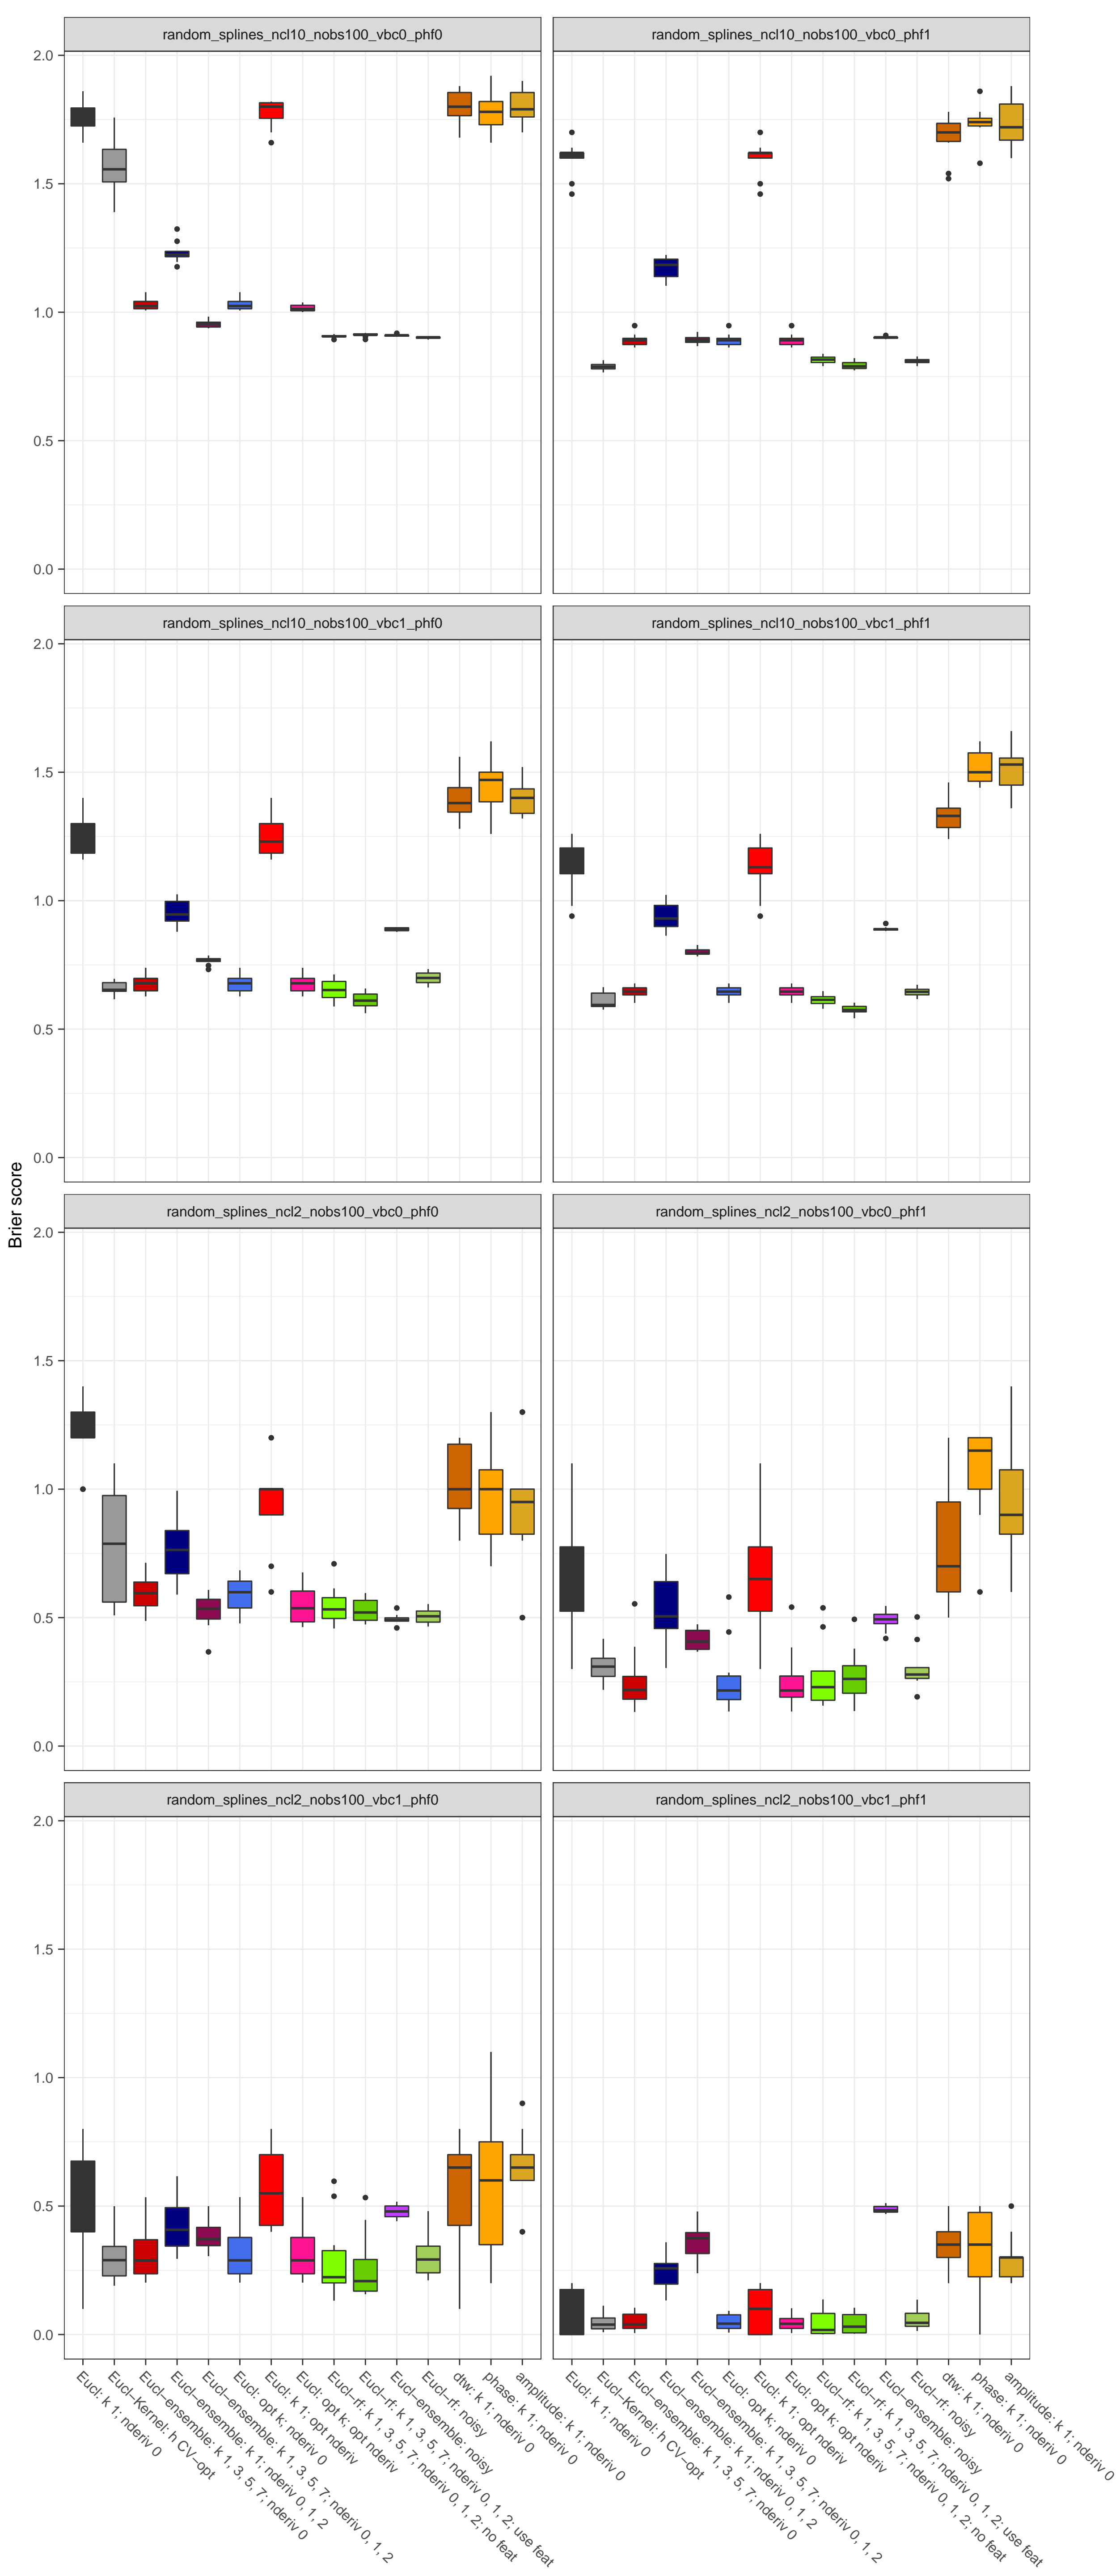 random_splines_ncl10_nobs100_vbc0_phf0
random_splines_ncl10_nobs100_vbc0_phf1
2.0
1.5
1.0
0.5
0.0
random_splines_ncl10_nobs100_vbc1_phf0
random_splines_ncl10_nobs100_vbc1_phf1
2.0
1.5
1.0
0.5
0.0
Brier score
random_splines_ncl2_nobs100_vbc0_phf0
random_splines_ncl2_nobs100_vbc0_phf1
2.0
1.5
1.0
0.5
0.0
random_splines_ncl2_nobs100_vbc1_phf0
random_splines_ncl2_nobs100_vbc1_phf1
2.0
1.5
1.0
0.5
0.0
Eucl: k 1; nderiv 0
Eucl−Kernel: h CV−opt
Eucl−ensemble: k 1, 3, 5, 7; nderiv 0
Eucl−ensemble: k 1; nderiv 0, 1, 2
Eucl−ensemble: k 1, 3, 5, 7; nderiv 0, 1, 2
Eucl: opt k; nderiv 0
Eucl: k 1; opt nderiv
Eucl: opt k; opt nderiv
Eucl−rf: k 1, 3, 5, 7; nderiv 0, 1, 2; no feat
Eucl−rf: k 1, 3, 5, 7; nderiv 0, 1, 2; use feat
Eucl−ensemble: noisy
Eucl−rf: noisy
dtw: k 1; nderiv 0
phase: k 1; nderiv 0
amplitude: k 1; nderiv 0
Eucl: k 1; nderiv 0
Eucl−Kernel: h CV−opt
Eucl−ensemble: k 1, 3, 5, 7; nderiv 0
Eucl−ensemble: k 1; nderiv 0, 1, 2
Eucl−ensemble: k 1, 3, 5, 7; nderiv 0, 1, 2
Eucl: opt k; nderiv 0
Eucl: k 1; opt nderiv
Eucl: opt k; opt nderiv
Eucl−rf: k 1, 3, 5, 7; nderiv 0, 1, 2; no feat
Eucl−rf: k 1, 3, 5, 7; nderiv 0, 1, 2; use feat
Eucl−ensemble: noisy
Eucl−rf: noisy
dtw: k 1; nderiv 0
phase: k 1; nderiv 0
amplitude: k 1; nderiv 0